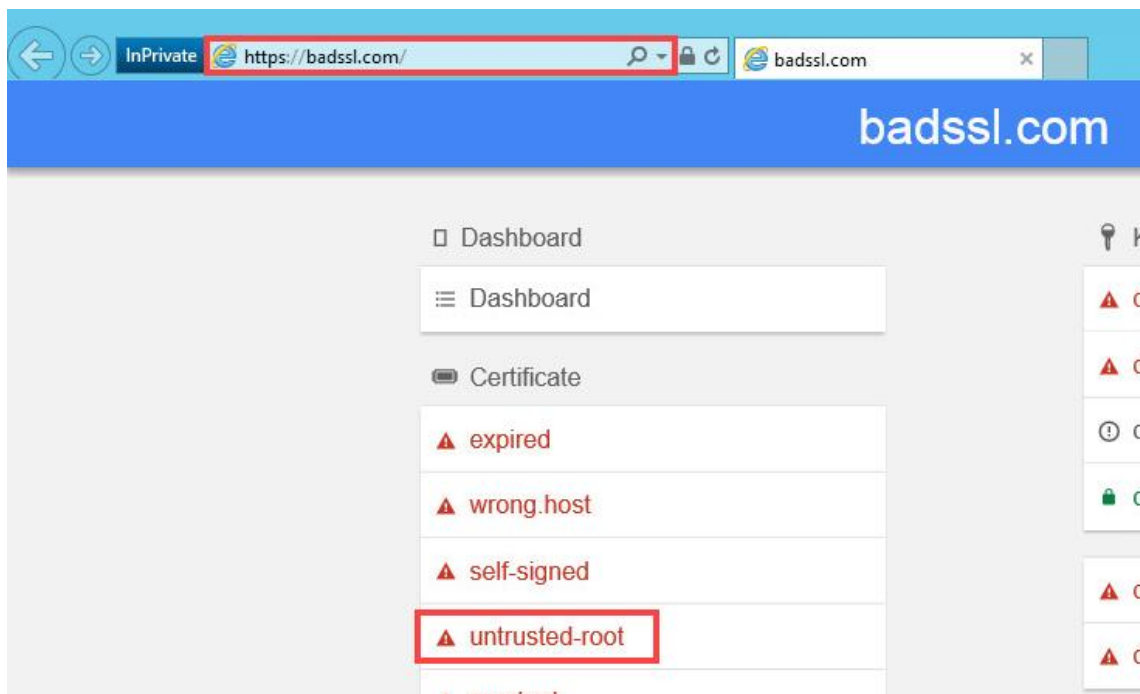 InPrivate https://badssl.com/ badssl.com
badssl.com
Dashboard
Dashboard
Certificate
expired
wrong.host
self-signed
untrusted-root